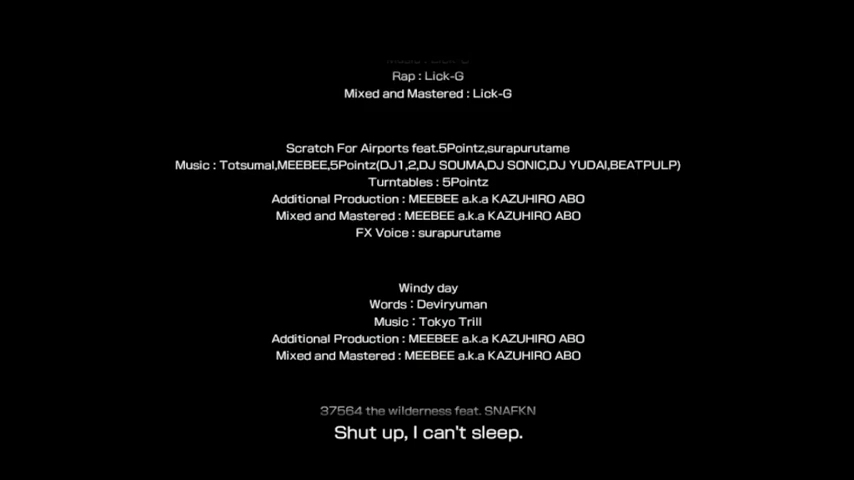 Rap : Lick-G
Mixed and Mastered : Lick-G
Scratch For Airports feat.5Pointz,surapurutame
Music : Totsumal,MEEBEE,5Pointz(DJ1,2,DJ SOUMA,DJ SONIC,DJ YUDAI,BEATPULP)
Turntables : 5Pointz
Additional Production : MEEBEE a.k.a KAZUHIRO ABO
Mixed and Mastered : MEEBEE a.k.a KAZUHIRO ABO
FX Voice : surapurutame
Windy day
Words : Deviryuman
Music : Tokyo Trill
Additional Production : MEEBEE a.k.a KAZUHIRO ABO
Mixed and Mastered : MEEBEE a.k.a KAZUHIRO ABO
37564 the wilderness feat. SNAFKN
Shut up, I can't sleep.